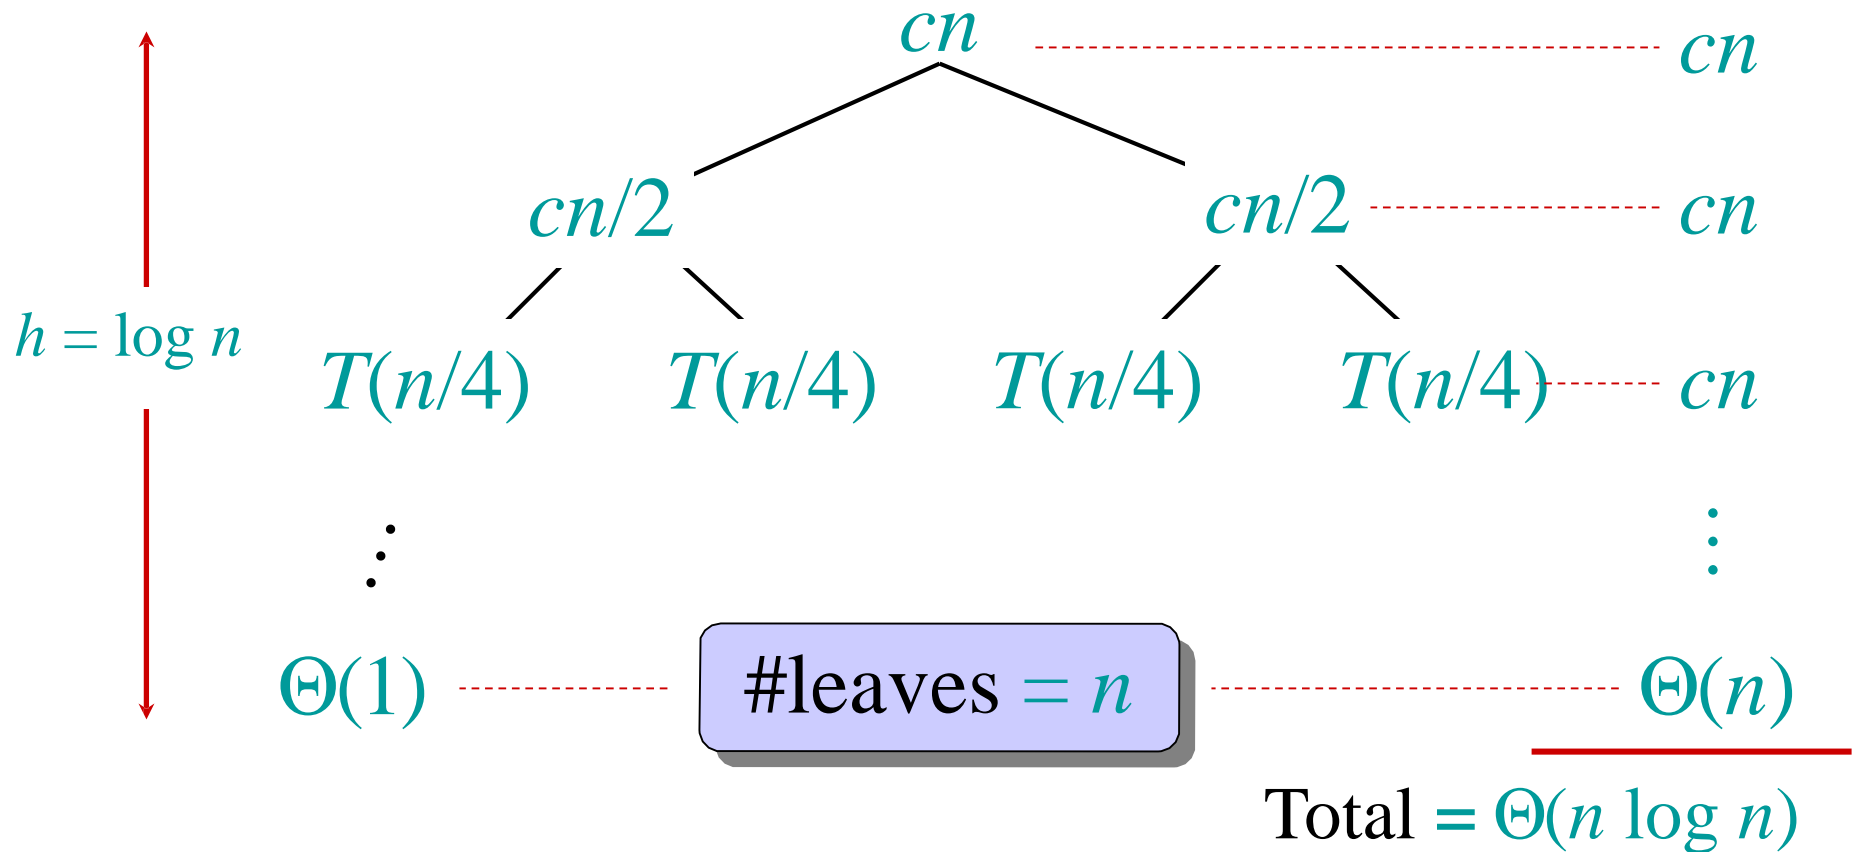 cn cn
cn/2 cn/2 cn
h = log n
T(n/4) T(n/4) T(n/4) T(n/4) cn
⋰ ⋮
Θ(1) #leaves = n Θ(n)
Total = Θ(n log n)